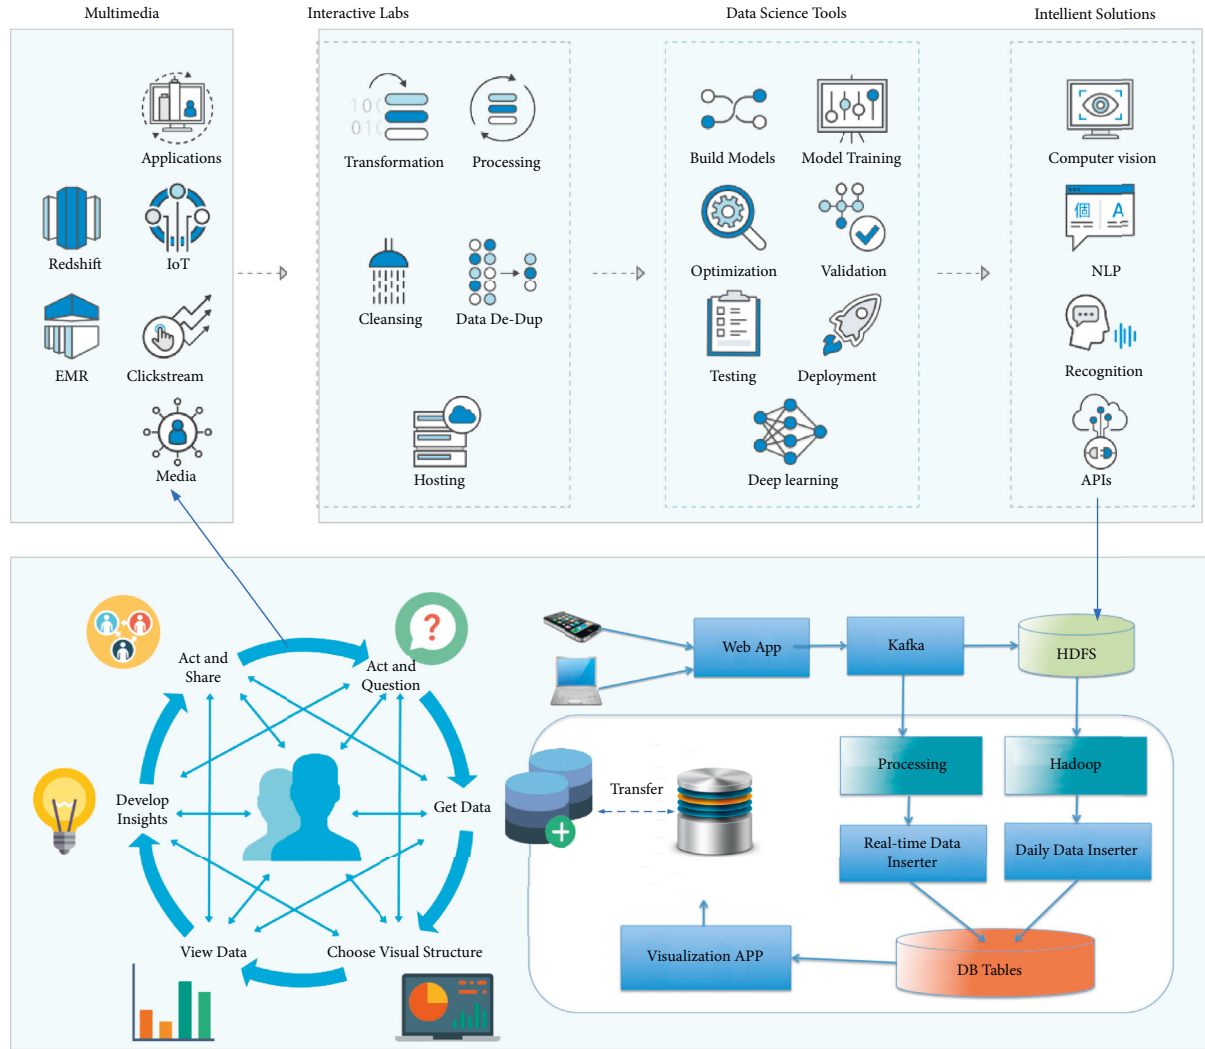 Multimedia
Interactive Labs
Data Science Tools
Intellient Solutions
Applications
Redshift
IoT
EMR
Clickstream
Media
100
010
Transformation
Processing
Cleansing
Data De-Dup
Hosting
Build Models
Model Training
Optimization
Validation
Testing
Deployment
Deep learning
Computer vision
個 A
NLP
Recognition
APIs
Act and
Share
?
Act and
Question
Get Data
Choose Visual Structure
View Data
Develop
Insights
Web App
Kafka
HDFS
Processing
Hadoop
Transfer
Real-time Data
Inserter
Daily Data Inserter
Visualization APP
DB Tables